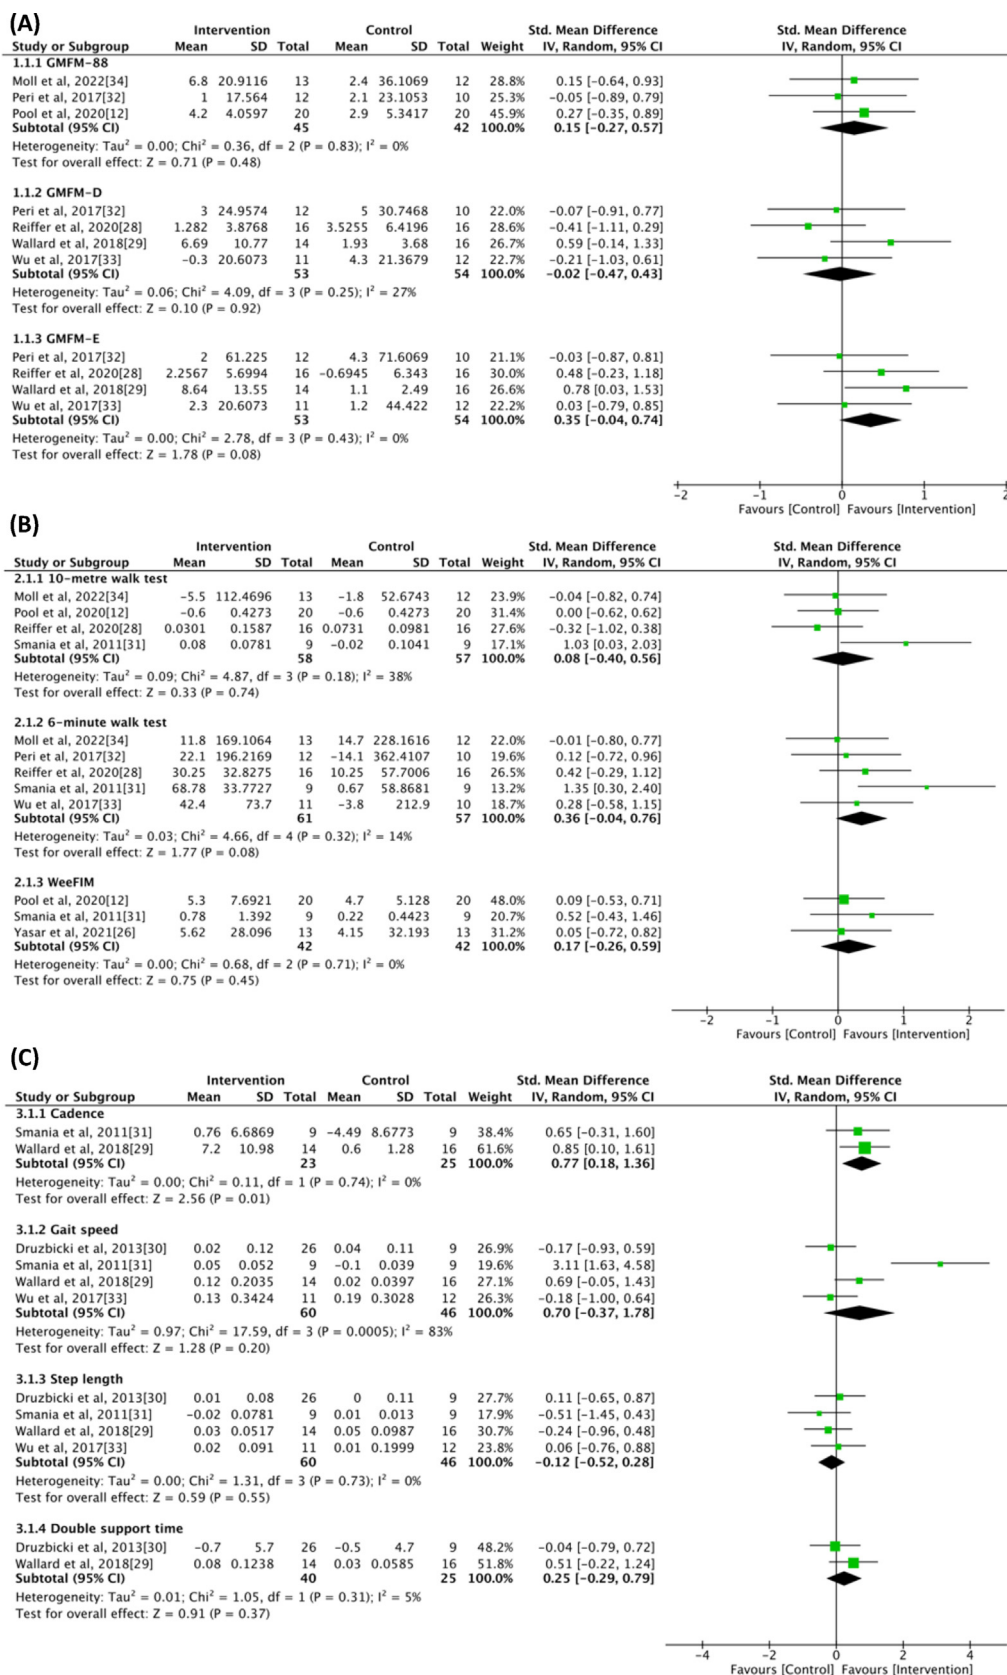 (A)
Intervention Control Std. Mean Difference Std. Mean Difference
Study or Subgroup Mean SD Total Mean SD Total Weight IV, Random, 95% CI IV, Random, 95% CI
1.1.1 GMFM-88
Moll et al, 2022[34] 6.8 20.9116 13 2.4 36.1069 12 28.8% 0.15 [-0.64, 0.93]
Peri et al, 2017[32] 1 17.564 12 2.1 23.1053 10 25.3% -0.05 [-0.89, 0.79]
Pool et al, 2020[12] 4.2 4.0597 20 2.9 5.3417 20 45.9% 0.27 [-0.35, 0.89]
Subtotal (95% CI) 45 42 100.0% 0.15 [-0.27, 0.57]
Heterogeneity: Tau² = 0.00; Chi² = 0.36, df = 2 (P = 0.83); I² = 0%
Test for overall effect: Z = 0.71 (P = 0.48)
1.1.2 GMFM-D
Peri et al, 2017[32] 3 24.9574 12 5 30.7468 10 22.0% -0.07 [-0.91, 0.77]
Reiffer et al, 2020[28] 1.282 3.8768 16 3.5255 6.4196 16 28.6% -0.41 [-1.11, 0.29]
Wallard et al, 2018[29] 6.69 10.77 14 1.93 3.68 16 26.7% 0.59 [-0.14, 1.33]
Wu et al, 2017[33] -0.3 20.6073 11 4.3 21.3679 12 22.7% -0.21 [-1.03, 0.61]
Subtotal (95% CI) 53 54 100.0% -0.02 [-0.47, 0.43]
Heterogeneity: Tau² = 0.06; Chi² = 4.09, df = 3 (P = 0.25); I² = 27%
Test for overall effect: Z = 0.10 (P = 0.92)
1.1.3 GMFM-E
Peri et al, 2017[32] 2 61.225 12 4.3 71.6069 10 21.1% -0.03 [-0.87, 0.81]
Reiffer et al, 2020[28] 2.2567 5.6994 16 -0.6945 6.343 16 30.0% 0.48 [-0.23, 1.18]
Wallard et al, 2018[29] 8.64 13.55 14 1.1 2.49 16 26.6% 0.78 [0.03, 1.53]
Wu et al, 2017[33] 2.3 20.6073 11 1.2 44.422 12 22.2% 0.03 [-0.79, 0.85]
Subtotal (95% CI) 53 54 100.0% 0.35 [-0.04, 0.74]
Heterogeneity: Tau² = 0.00; Chi² = 2.78, df = 3 (P = 0.43); I² = 0%
Test for overall effect: Z = 1.78 (P = 0.08)
-2 -1 0 1 2
Favours [Control] Favours [Intervention]
(B)
Intervention Control Std. Mean Difference Std. Mean Difference
Study or Subgroup Mean SD Total Mean SD Total Weight IV, Random, 95% CI IV, Random, 95% CI
2.1.1 10-metre walk test
Moll et al, 2022[34] -5.5 112.4696 13 -1.8 52.6743 12 23.9% -0.04 [-0.82, 0.74]
Pool et al, 2020[12] -0.6 0.4273 20 -0.6 0.4273 20 31.4% 0.00 [-0.62, 0.62]
Reiffer et al, 2020[28] 0.0301 0.1587 16 0.0731 0.0981 16 27.6% -0.32 [-1.02, 0.38]
Smania et al, 2011[31] 0.08 0.0781 9 -0.02 0.1041 9 17.1% 1.03 [0.03, 2.03]
Subtotal (95% CI) 58 57 100.0% 0.08 [-0.40, 0.56]
Heterogeneity: Tau² = 0.09; Chi² = 4.87, df = 3 (P = 0.18); I² = 38%
Test for overall effect: Z = 0.33 (P = 0.74)
2.1.2 6-minute walk test
Moll et al, 2022[34] 11.8 169.1064 13 14.7 228.1616 12 22.0% -0.01 [-0.80, 0.77]
Peri et al, 2017[32] 22.1 196.2169 12 -14.1 362.4107 10 19.6% 0.12 [-0.72, 0.96]
Reiffer et al, 2020[28] 30.25 32.8275 16 10.25 57.7006 16 26.5% 0.42 [-0.29, 1.12]
Smania et al, 2011[31] 68.78 33.7727 9 0.67 58.8681 9 13.2% 1.35 [0.30, 2.40]
Wu et al, 2017[33] 42.4 73.7 11 -3.8 212.9 10 18.7% 0.28 [-0.58, 1.15]
Subtotal (95% CI) 61 57 100.0% 0.36 [-0.04, 0.76]
Heterogeneity: Tau² = 0.03; Chi² = 4.66, df = 4 (P = 0.32); I² = 14%
Test for overall effect: Z = 1.77 (P = 0.08)
2.1.3 WeeFIM
Pool et al, 2020[12] 5.3 7.6921 20 4.7 5.128 20 48.0% 0.09 [-0.53, 0.71]
Smania et al, 2011[31] 0.78 1.392 9 0.22 0.4423 9 20.7% 0.52 [-0.43, 1.46]
Yasar et al, 2021[26] 5.62 28.096 13 4.15 32.193 13 31.2% 0.05 [-0.72, 0.82]
Subtotal (95% CI) 42 42 100.0% 0.17 [-0.26, 0.59]
Heterogeneity: Tau² = 0.00; Chi² = 0.68, df = 2 (P = 0.71); I² = 0%
Test for overall effect: Z = 0.75 (P = 0.45)
-2 -1 0 1 2
Favours [Control] Favours [Intervention]
(C)
Intervention Control Std. Mean Difference Std. Mean Difference
Study or Subgroup Mean SD Total Mean SD Total Weight IV, Random, 95% CI IV, Random, 95% CI
3.1.1 Cadence
Smania et al, 2011[31] 0.76 6.6869 9 -4.49 8.6773 9 38.4% 0.65 [-0.31, 1.60]
Wallard et al, 2018[29] 7.2 10.98 14 0.6 1.28 16 61.6% 0.85 [0.10, 1.61]
Subtotal (95% CI) 23 25 100.0% 0.77 [0.18, 1.36]
Heterogeneity: Tau² = 0.00; Chi² = 0.11, df = 1 (P = 0.74); I² = 0%
Test for overall effect: Z = 2.56 (P = 0.01)
3.1.2 Gait speed
Druzbicki et al, 2013[30] 0.02 0.12 26 0.04 0.11 9 26.9% -0.17 [-0.93, 0.59]
Smania et al, 2011[31] 0.05 0.052 9 -0.1 0.039 9 19.6% 3.11 [1.63, 4.58]
Wallard et al, 2018[29] 0.12 0.2035 14 0.02 0.0397 16 27.1% 0.69 [-0.05, 1.43]
Wu et al, 2017[33] 0.13 0.3424 11 0.19 0.3028 12 26.3% -0.18 [-1.00, 0.64]
Subtotal (95% CI) 60 46 100.0% 0.70 [-0.37, 1.78]
Heterogeneity: Tau² = 0.97; Chi² = 17.59, df = 3 (P = 0.0005); I² = 83%
Test for overall effect: Z = 1.28 (P = 0.20)
3.1.3 Step length
Druzbicki et al, 2013[30] 0.01 0.08 26 0 0.11 9 27.7% 0.11 [-0.65, 0.87]
Smania et al, 2011[31] -0.02 0.0781 9 0.01 0.013 9 17.9% -0.51 [-1.45, 0.43]
Wallard et al, 2018[29] 0.03 0.0517 14 0.05 0.0987 16 30.7% -0.24 [-0.96, 0.48]
Wu et al, 2017[33] 0.02 0.091 11 0.01 0.1999 12 23.8% 0.06 [-0.76, 0.88]
Subtotal (95% CI) 60 46 100.0% -0.12 [-0.52, 0.28]
Heterogeneity: Tau² = 0.00; Chi² = 1.31, df = 3 (P = 0.73); I² = 0%
Test for overall effect: Z = 0.59 (P = 0.55)
3.1.4 Double support time
Druzbicki et al, 2013[30] -0.7 5.7 26 -0.5 4.7 9 48.2% -0.04 [-0.79, 0.72]
Wallard et al, 2018[29] 0.08 0.1238 14 0.03 0.0585 16 51.8% 0.51 [-0.22, 1.24]
Subtotal (95% CI) 40 25 100.0% 0.25 [-0.29, 0.79]
Heterogeneity: Tau² = 0.01; Chi² = 1.05, df = 1 (P = 0.31); I² = 5%
Test for overall effect: Z = 0.91 (P = 0.37)
-4 -2 0 2 4
Favours [Control] Favours [Intervention]